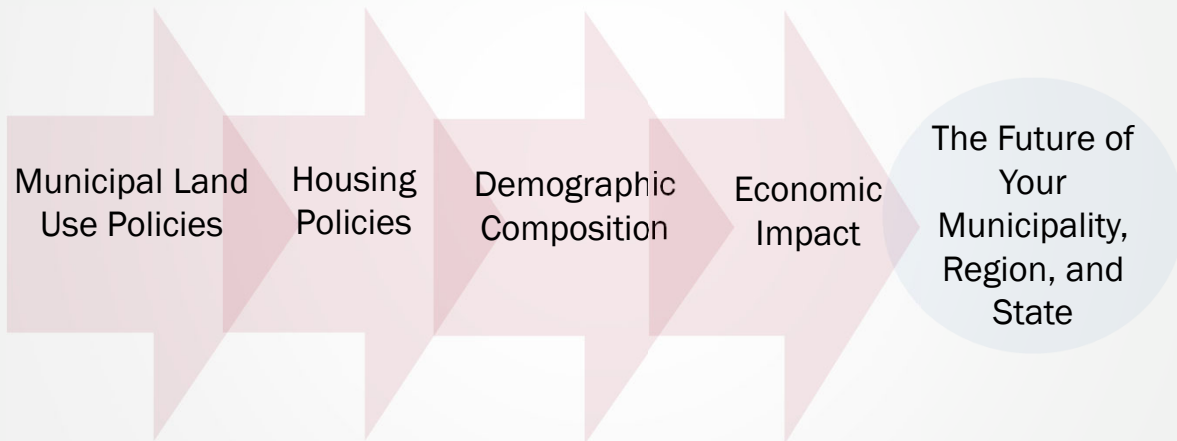 Municipal Land
Use Policies
Housing
Policies
Demographic
Composition
Economic
Impact
The Future of
Your
Municipality,
Region, and
State